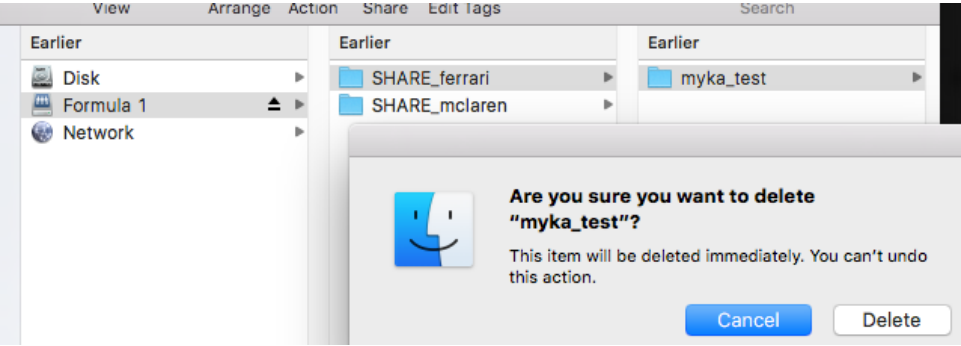 View Arrange Action Share Edit Tags Search
Earlier Earlier Earlier
Disk SHARE_ferrari myka_test
Formula 1 SHARE_mclaren
Network
Are you sure you want to delete
“myka_test”?
This item will be deleted immediately. You can’t undo
this action.
Cancel Delete